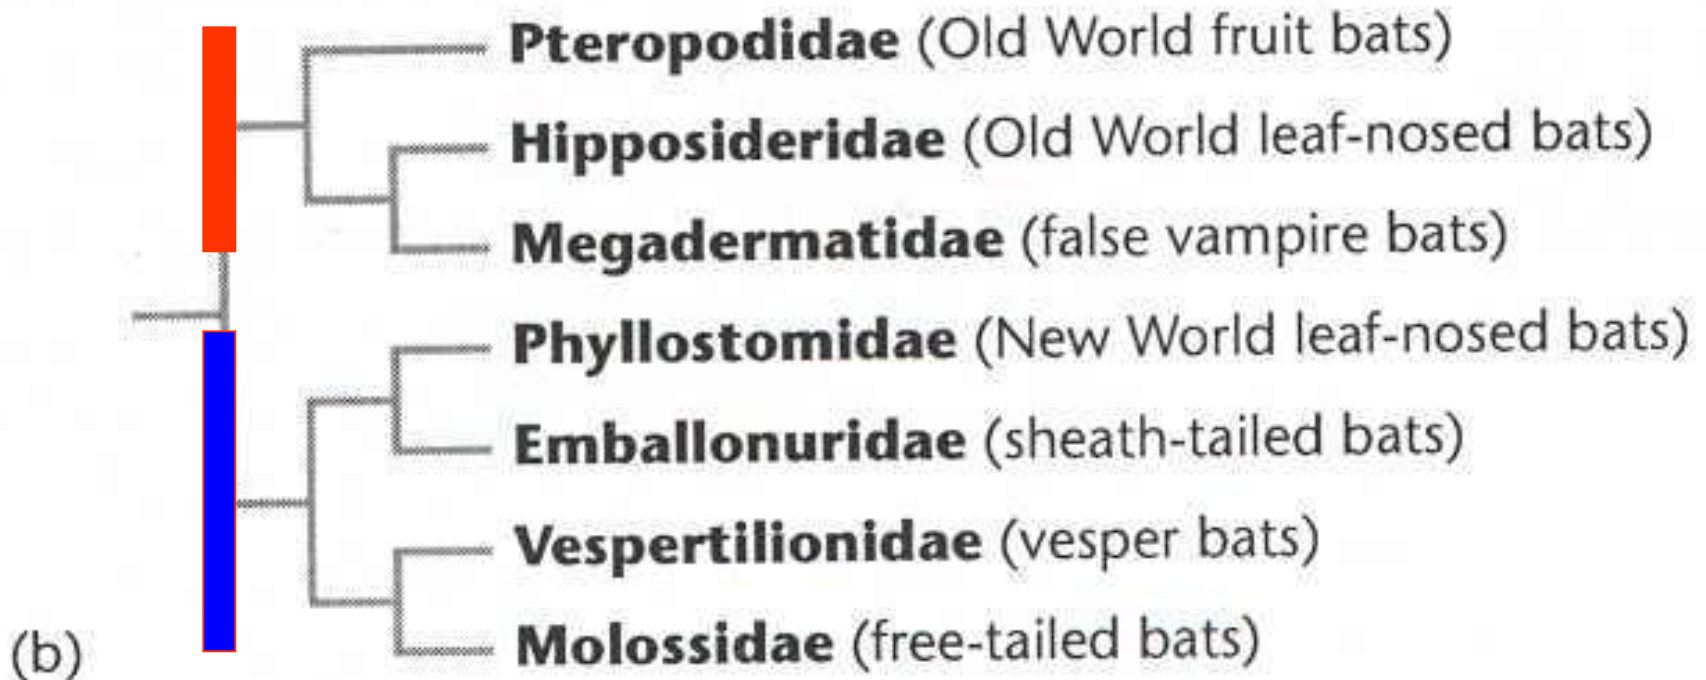 Pteropodidae (Old World fruit bats)
Hipposideridae (Old World leaf-nosed bats)
Megadermatidae (false vampire bats)
Phyllostomidae (New World leaf-nosed bats)
Emballonuridae (sheath-tailed bats)
Vespertilionidae (vesper bats)
Molossidae (free-tailed bats)
(b)